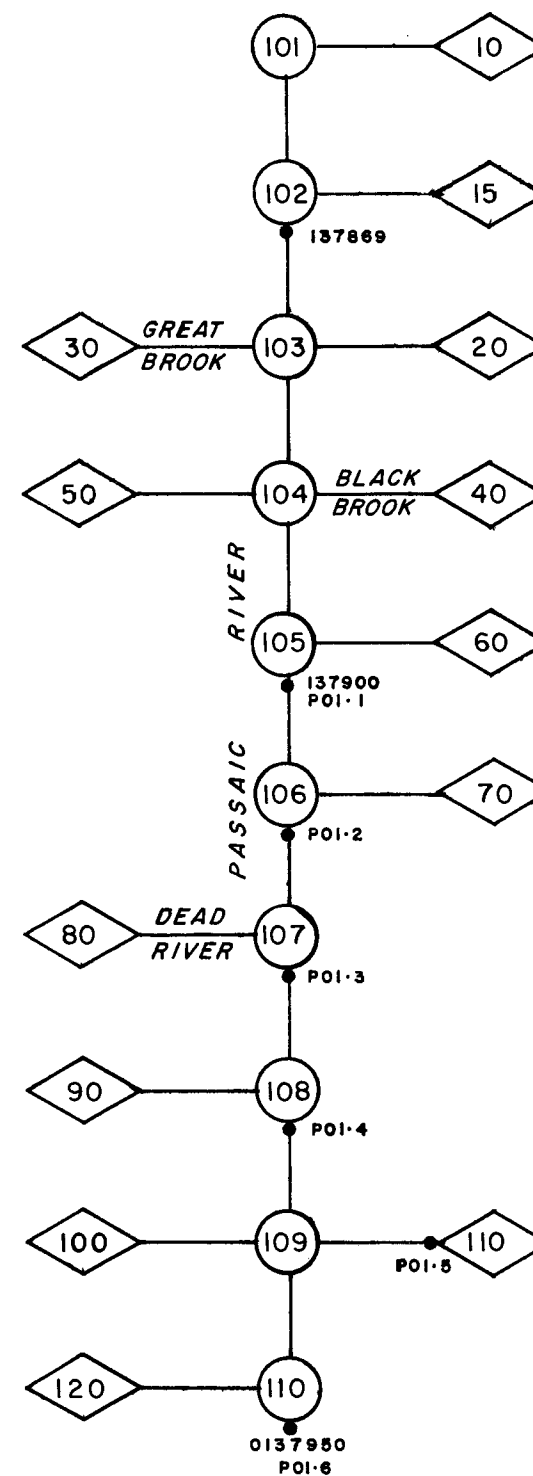 101 10
102 15
137869
30 GREAT BROOK 103 20
50 104 BLACK BROOK 40
RIVER
105 60
137900
P01·1
PASSAIC
106 70
P01·2
80 DEAD RIVER 107
P01·3
90 108
P01·4
100 109 110
P01·5
120 110
0137950
P01·6